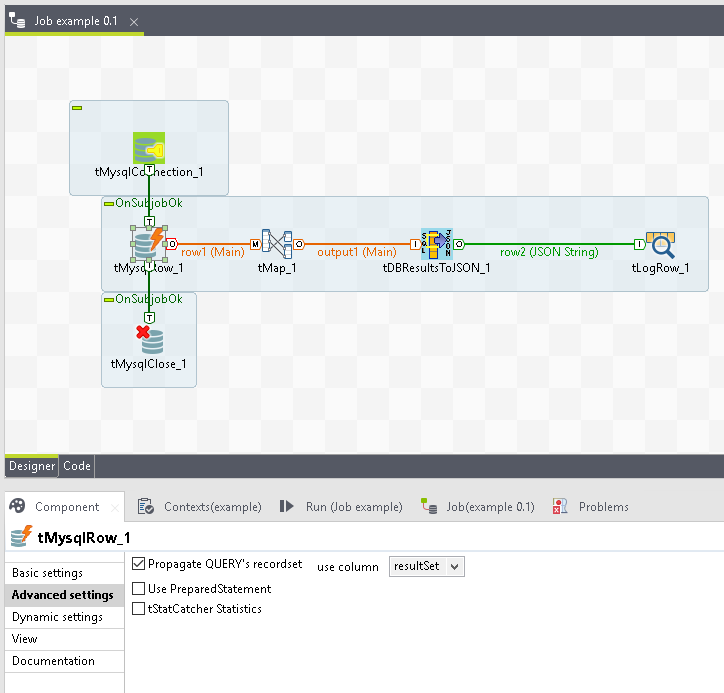 Job example 0.1
tMysqlConnection_1
OnSubjobOk
tMysqlRow_1
row1 (Main)
tMap_1
output1 (Main)
tDBResultsToJSON_1
row2 (JSON String)
tLogRow_1
OnSubjobOk
tMysqlClose_1
Designer Code
Component Contexts(example) Run (Job example) Job(example 0.1) Problems
tMysqlRow_1
Basic settings
Advanced settings
Dynamic settings
View
Documentation
Propagate QUERY's recordset use column resultSet
Use PreparedStatement
tStatCatcher Statistics